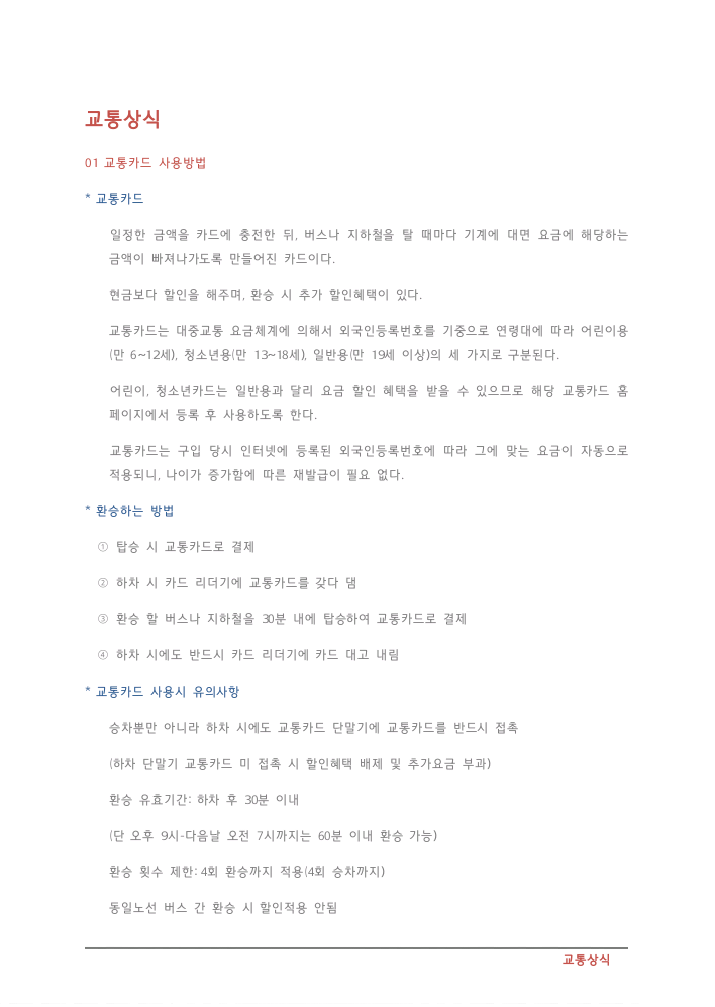 교통상식
01 교통카드 사용방법
* 교통카드
일정한 금액을 카드에 충전한 뒤, 버스나 지하철을 탈 때마다 기계에 대면 요금에 해당하는
금액이 빠져나가도록 만들어진 카드이다.
현금보다 할인을 해주며, 환승 시 추가 할인혜택이 있다.
교통카드는 대중교통 요금체계에 의해서 외국인등록번호를 기중으로 연령대에 따라 어린이용
(만 6~12세), 청소년용(만 13~18세), 일반용(만 19세 이상)의 세 가지로 구분된다.
어린이, 청소년카드는 일반용과 달리 요금 할인 혜택을 받을 수 있으므로 해당 교통카드 홈
페이지에서 등록 후 사용하도록 한다.
교통카드는 구입 당시 인터넷에 등록된 외국인등록번호에 따라 그에 맞는 요금이 자동으로
적용되니, 나이가 증가함에 따른 재발급이 필요 없다.
* 환승하는 방법
① 탑승 시 교통카드로 결제
② 하차 시 카드 리더기에 교통카드를 갖다 댐
③ 환승 할 버스나 지하철을 30분 내에 탑승하여 교통카드로 결제
④ 하차 시에도 반드시 카드 리더기에 카드 대고 내림
* 교통카드 사용시 유의사항
승차뿐만 아니라 하차 시에도 교통카드 단말기에 교통카드를 반드시 접촉
(하차 단말기 교통카드 미 접촉 시 할인혜택 배제 및 추가요금 부과)
환승 유효기간: 하차 후 30분 이내
(단 오후 9시-다음날 오전 7시까지는 60분 이내 환승 가능)
환승 횟수 제한: 4회 환승까지 적용(4회 승차까지)
동일노선 버스 간 환승 시 할인적용 안됨
교통상식